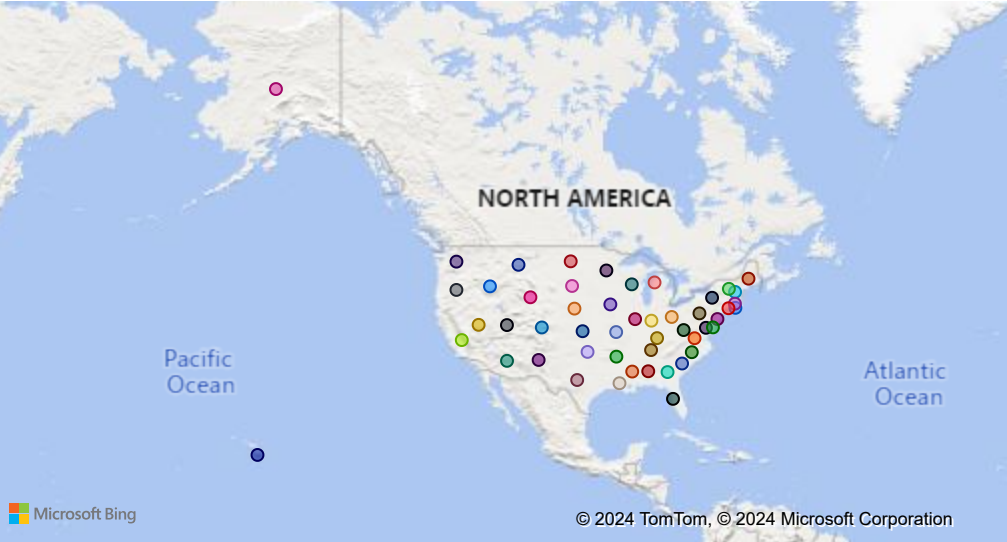 NORTH AMERICA
Pacific
Ocean
Atlantic
Ocean
Microsoft Bing
© 2024 TomTom, © 2024 Microsoft Corporation